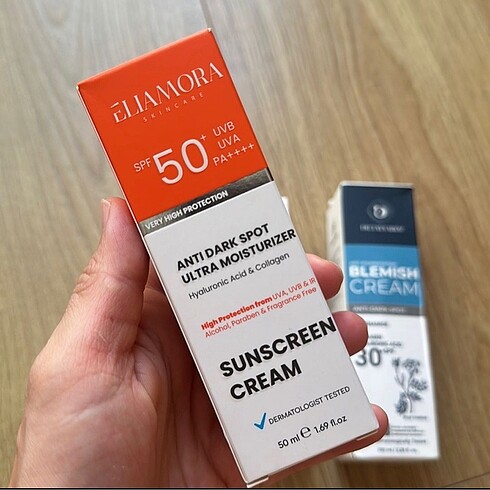 ÉLIAMORA
SKINCARE
SPF 50+ UVB
UVA
PA++++
VERY HIGH PROTECTION
ANTI DARK SPOT
ULTRA MOISTURIZER
Hyaluronic Acid & Collagen
High Protection from UVA, UVB & IR
Alcohol, Paraben & Fragrance Free
SUNSCREEN
CREAM
DERMATOLOGIST TESTED
50 ml e 1.69 fl.oz
BLEMISH
CREAM
30 SPF